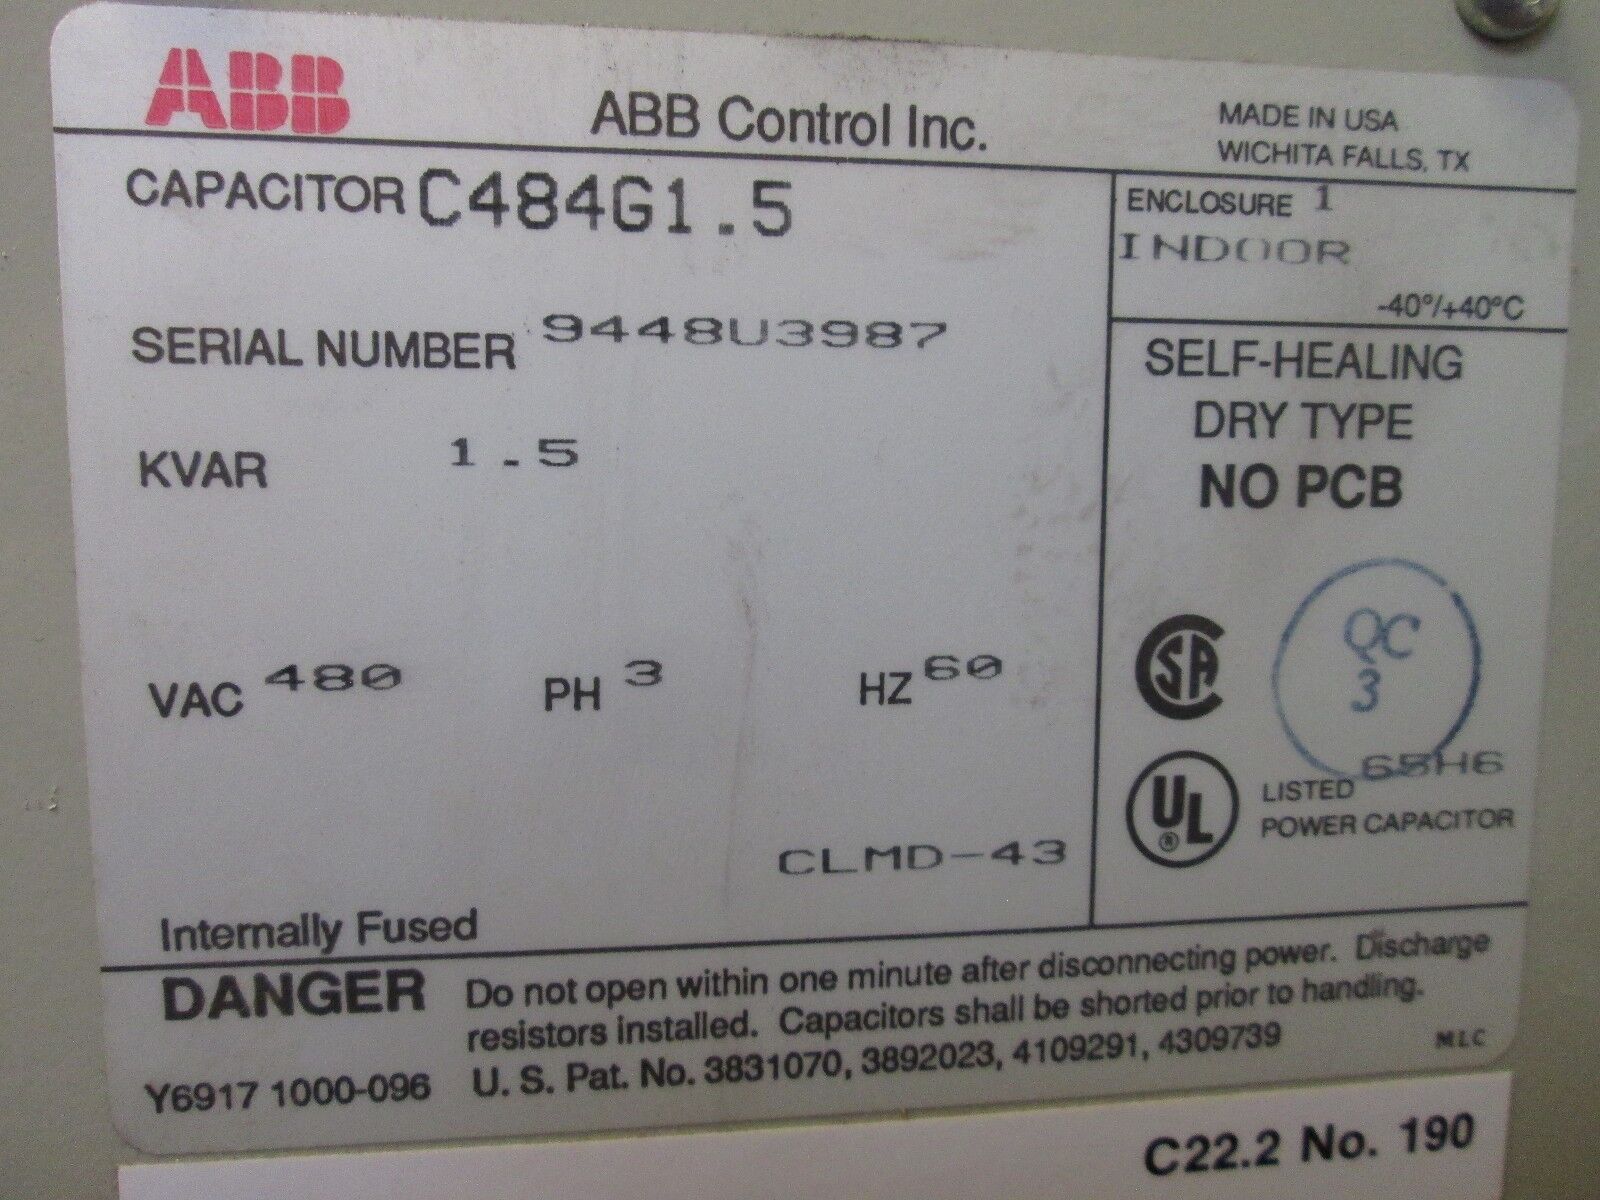 ABB
ABB Control Inc.
MADE IN USA
WICHITA FALLS, TX
CAPACITOR C484G1.5
ENCLOSURE 1
INDOOR
-40°/+40°C
SERIAL NUMBER 9448U3987
SELF-HEALING
DRY TYPE
NO PCB
KVAR 1.5
VAC 480 PH 3 HZ 60
SA
QC
3
UL
®
LISTED 65H6
POWER CAPACITOR
CLMD-43
Internally Fused
DANGER Do not open within one minute after disconnecting power. Discharge
resistors installed. Capacitors shall be shorted prior to handling.
Y6917 1000-096 U. S. Pat. No. 3831070, 3892023, 4109291, 4309739
MLC
C22.2 No. 190